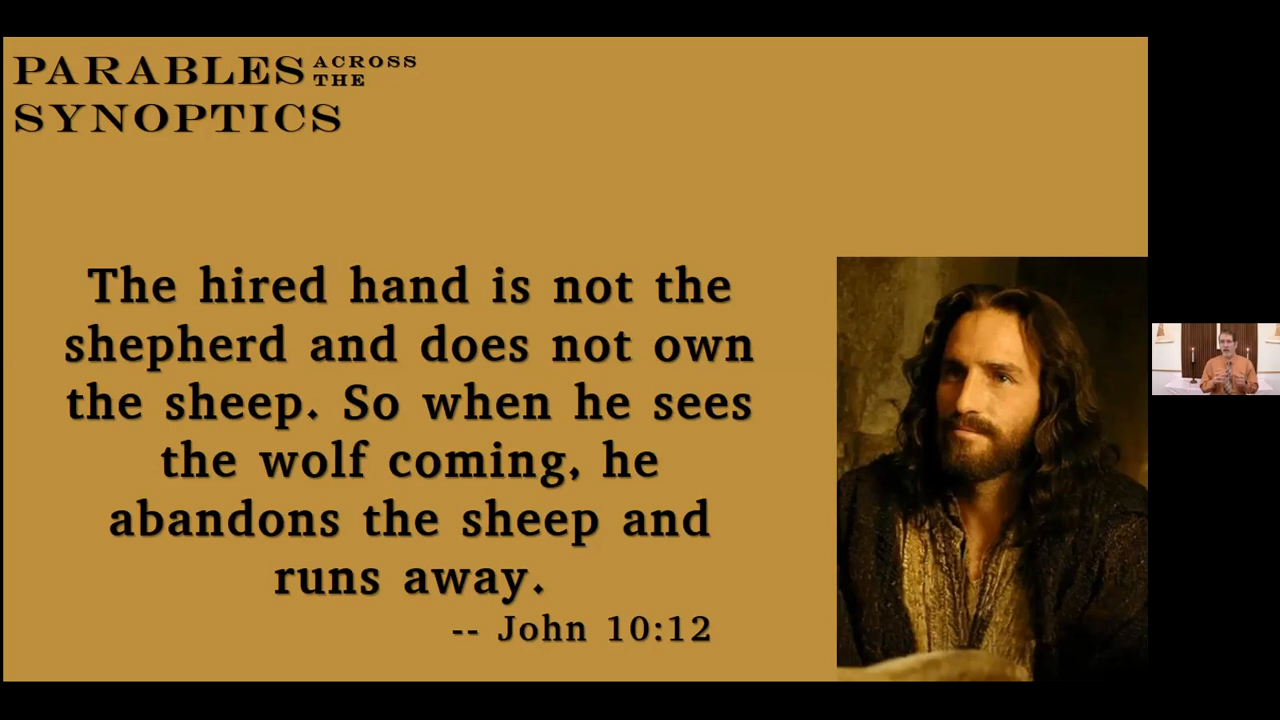 PARABLES ACROSS THE
SYNOPTICS
The hired hand is not the
shepherd and does not own
the sheep. So when he sees
the wolf coming, he
abandons the sheep and
runs away.
-- John 10:12